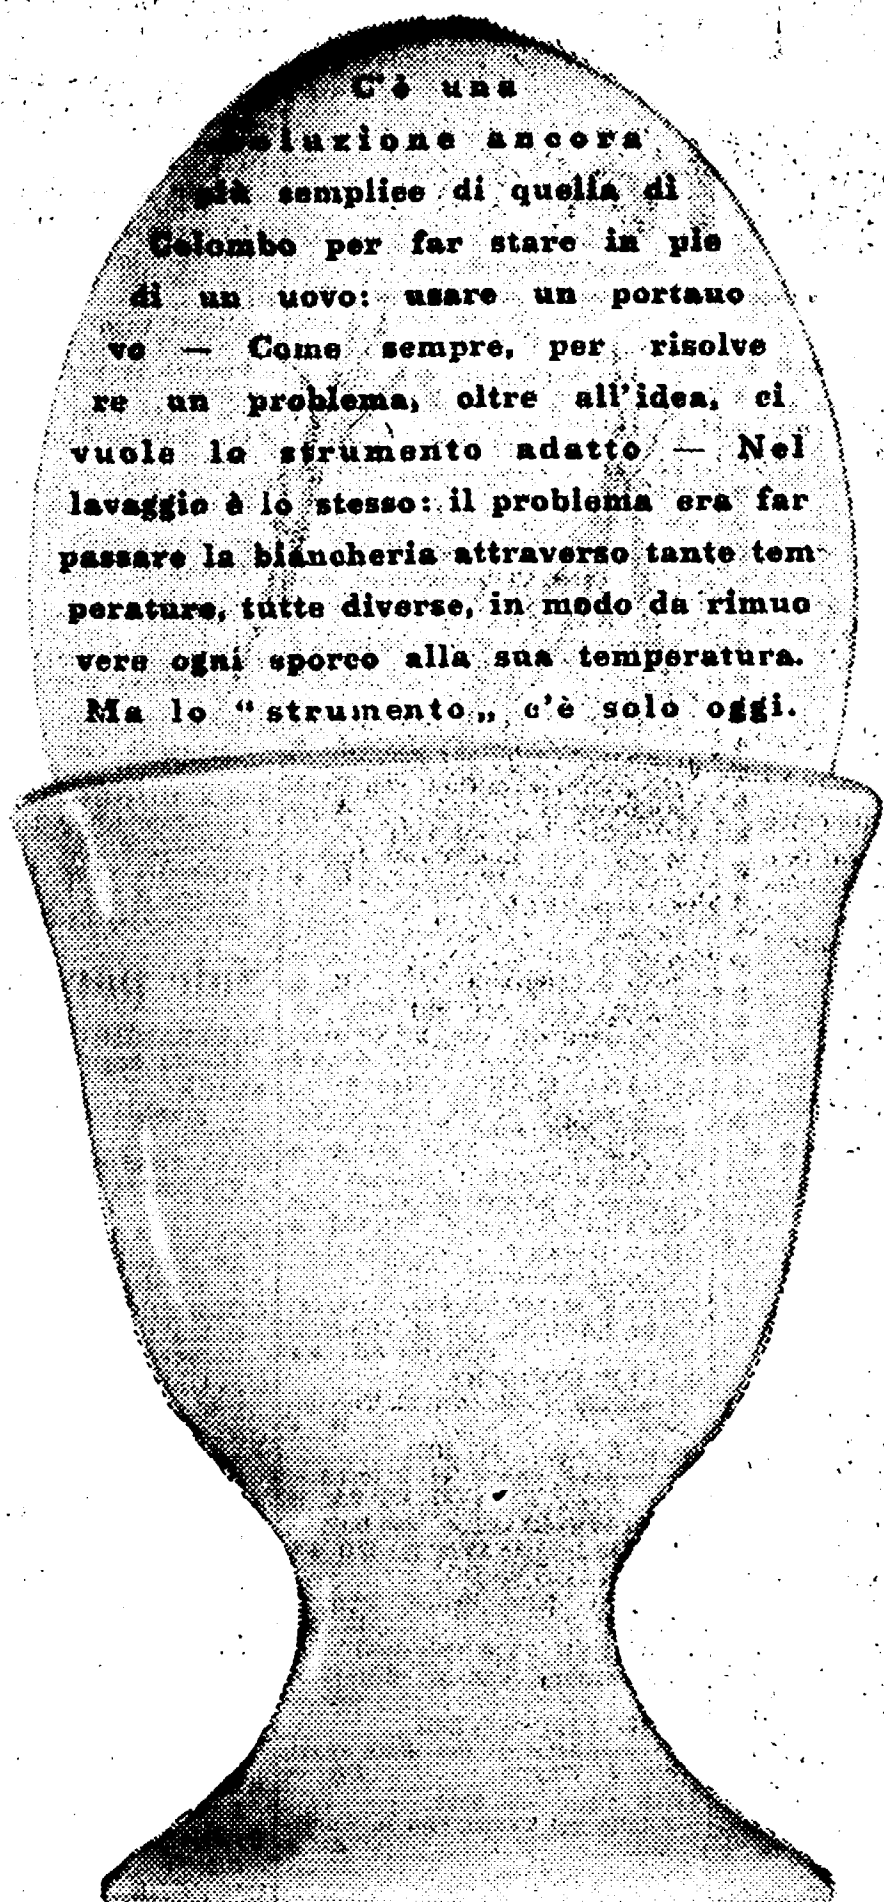 C'è una
soluzione ancora
più semplice di quella di
Colombo per far stare in pie
di un uovo: usare un portauo
vo — Come sempre, per risolve
re un problema, oltre all'idea, ci
vuole lo strumento adatto — Nel
lavaggio è lo stesso: il problema era far
passare la biancheria attraverso tante tem
perature, tutte diverse, in modo da rimuo
vere ogni sporco alla sua temperatura.
Ma lo “strumento„ c'è solo oggi.